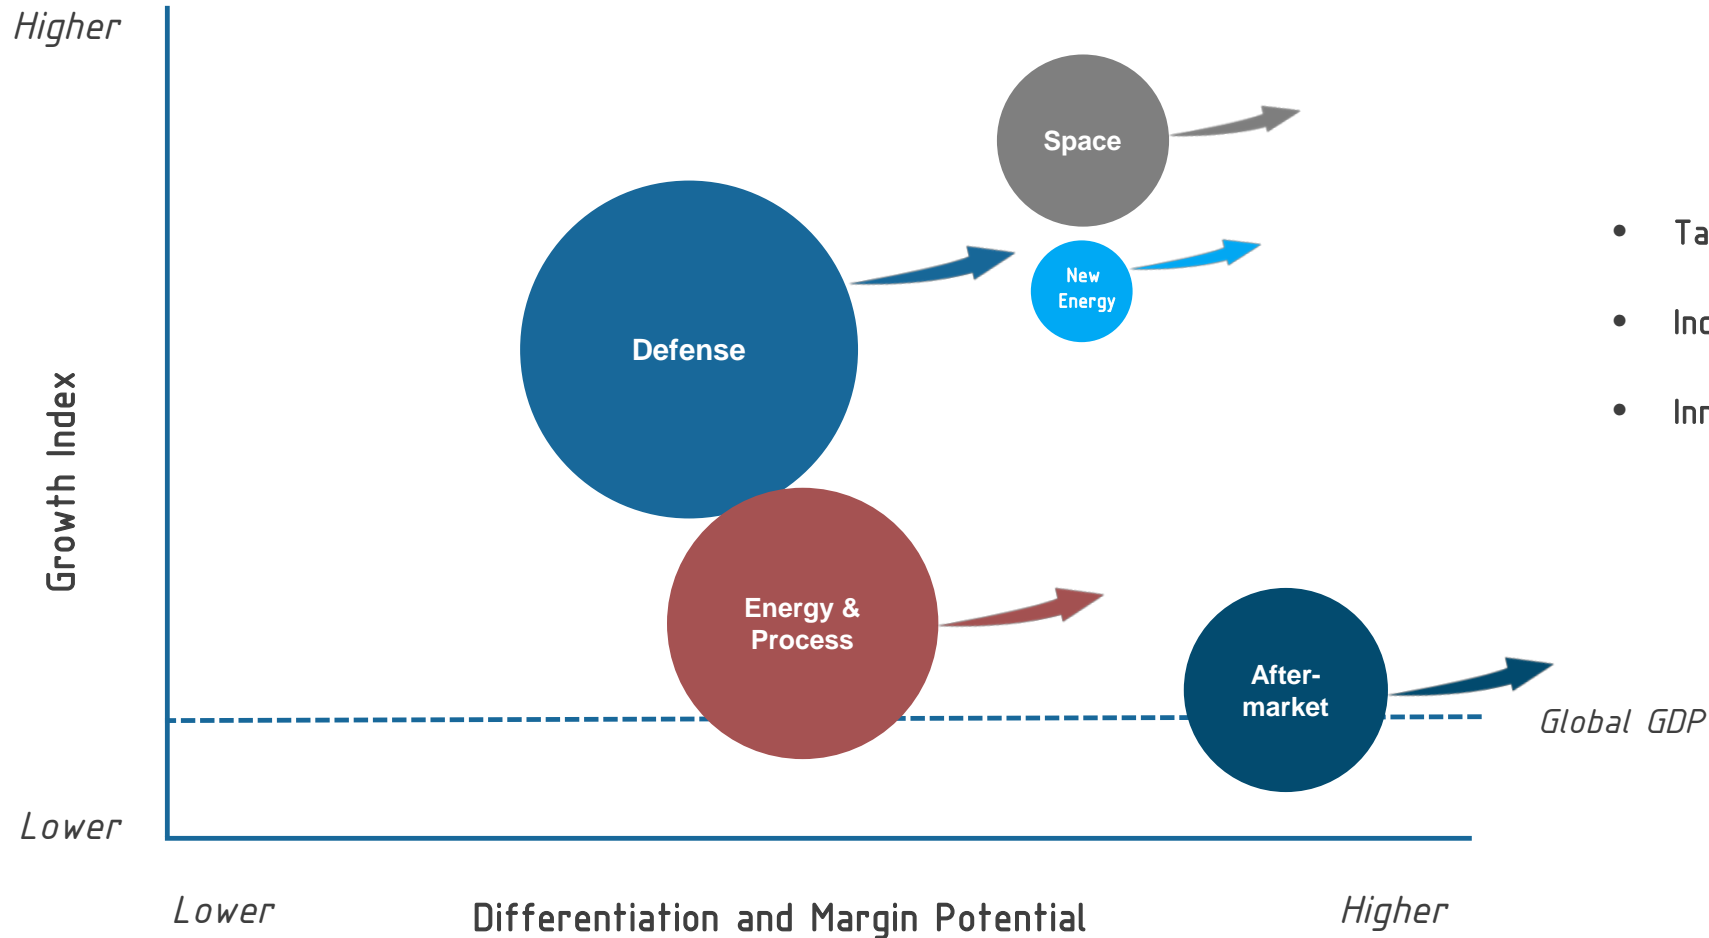 Higher
Space
New
Energy
Defense
Growth Index
Energy &
Process
After-
market
Global GDP
Lower
Lower
Differentiation and Margin Potential
Higher